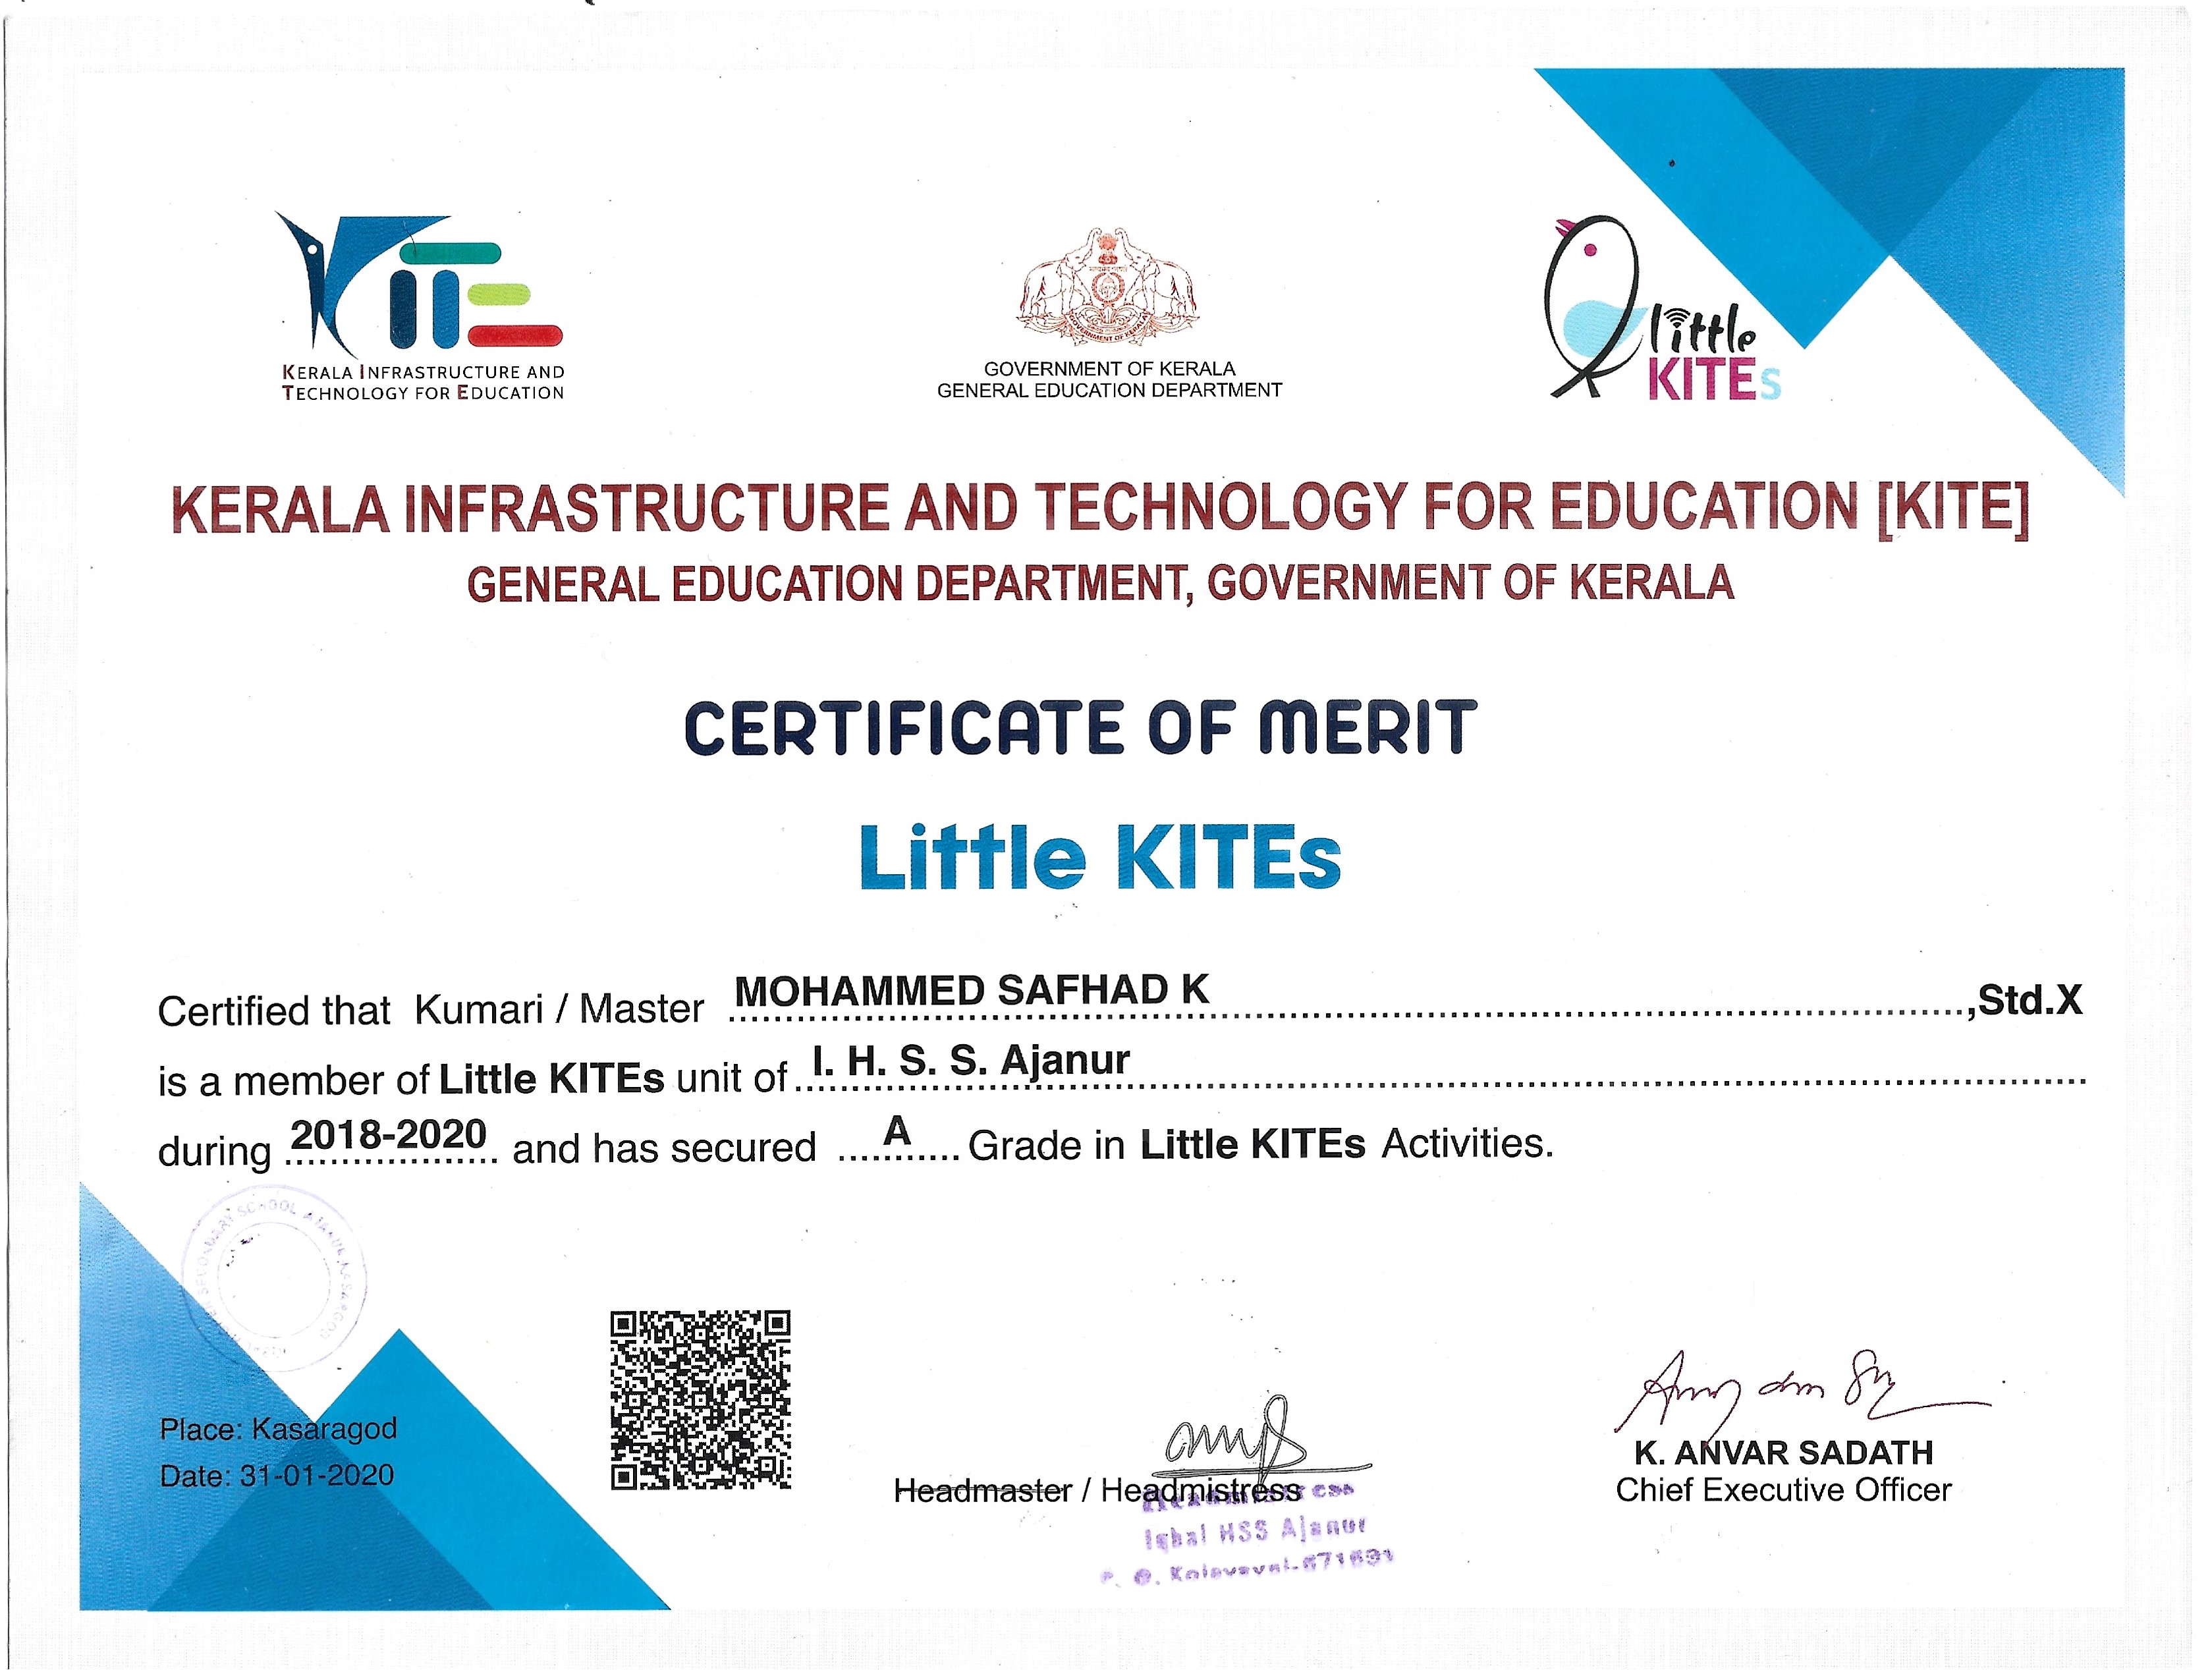 KITE
KERALA INFRASTRUCTURE AND
TECHNOLOGY FOR EDUCATION
GOVERNMENT OF KERALA
GENERAL EDUCATION DEPARTMENT
little
KITEs
KERALA INFRASTRUCTURE AND TECHNOLOGY FOR EDUCATION [KITE]
GENERAL EDUCATION DEPARTMENT, GOVERNMENT OF KERALA
CERTIFICATE OF MERIT
Little KITEs
Certified that Kumari / Master MOHAMMED SAFHAD K ,Std.X
is a member of Little KITEs unit of I. H. S. S. Ajanur
during 2018-2020 and has secured A Grade in Little KITEs Activities.
SECONDARY SCHOOL AJANUR KASARAGOD
Place: Kasaragod
Date: 31-01-2020
Headmaster / Headmistress
Headmistress
Iqbal HSS Ajanur
P. O.
K. ANVAR SADATH
Chief Executive Officer